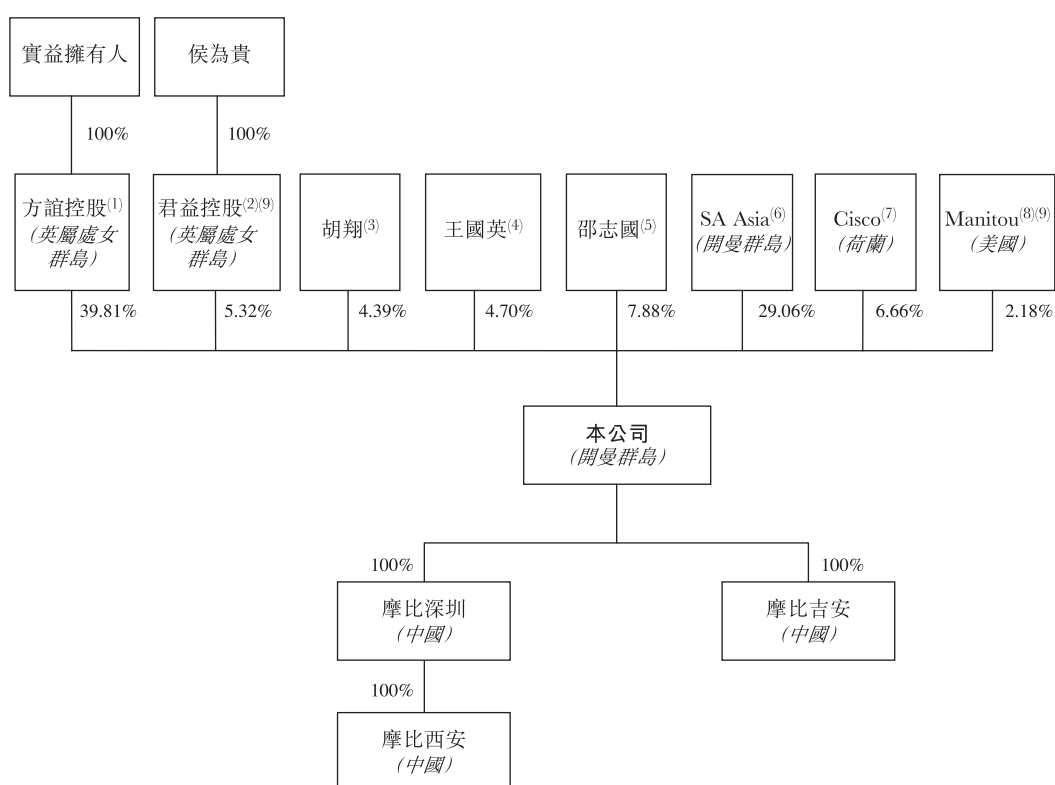 實益擁有人
侯為貴
100%
100%
方誼控股(1)
(英屬處女
群島)
君益控股(2)(9)
(英屬處女
群島)
胡翔(3)
王國英(4)
邵志國(5)
SA Asia(6)
(開曼群島)
Cisco(7)
(荷蘭)
Manitou(8)(9)
(美國)
39.81%
5.32%
4.39%
4.70%
7.88%
29.06%
6.66%
2.18%
本公司
(開曼群島)
100%
100%
摩比深圳
(中國)
摩比吉安
(中國)
100%
摩比西安
(中國)